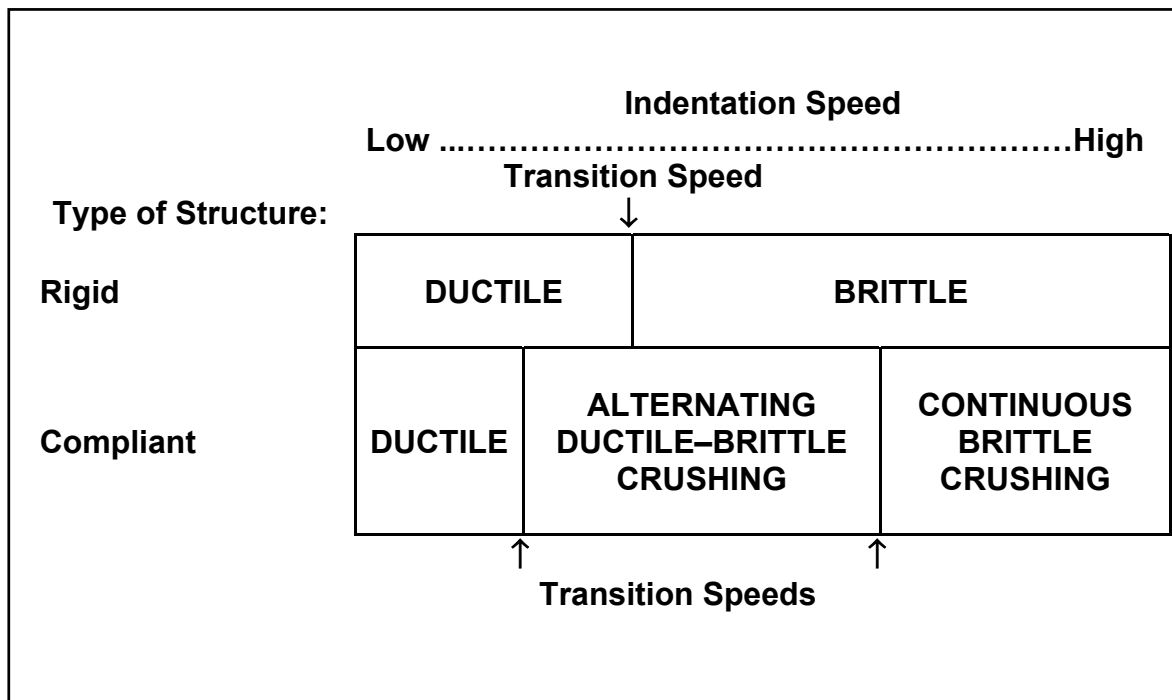 Indentation Speed
Low ...……………………………………………………High
Transition Speed
Type of Structure:
↓
Rigid
DUCTILE
BRITTLE
Compliant
DUCTILE
ALTERNATING
DUCTILE–BRITTLE
CRUSHING
CONTINUOUS
BRITTLE
CRUSHING
↑ ↑
Transition Speeds